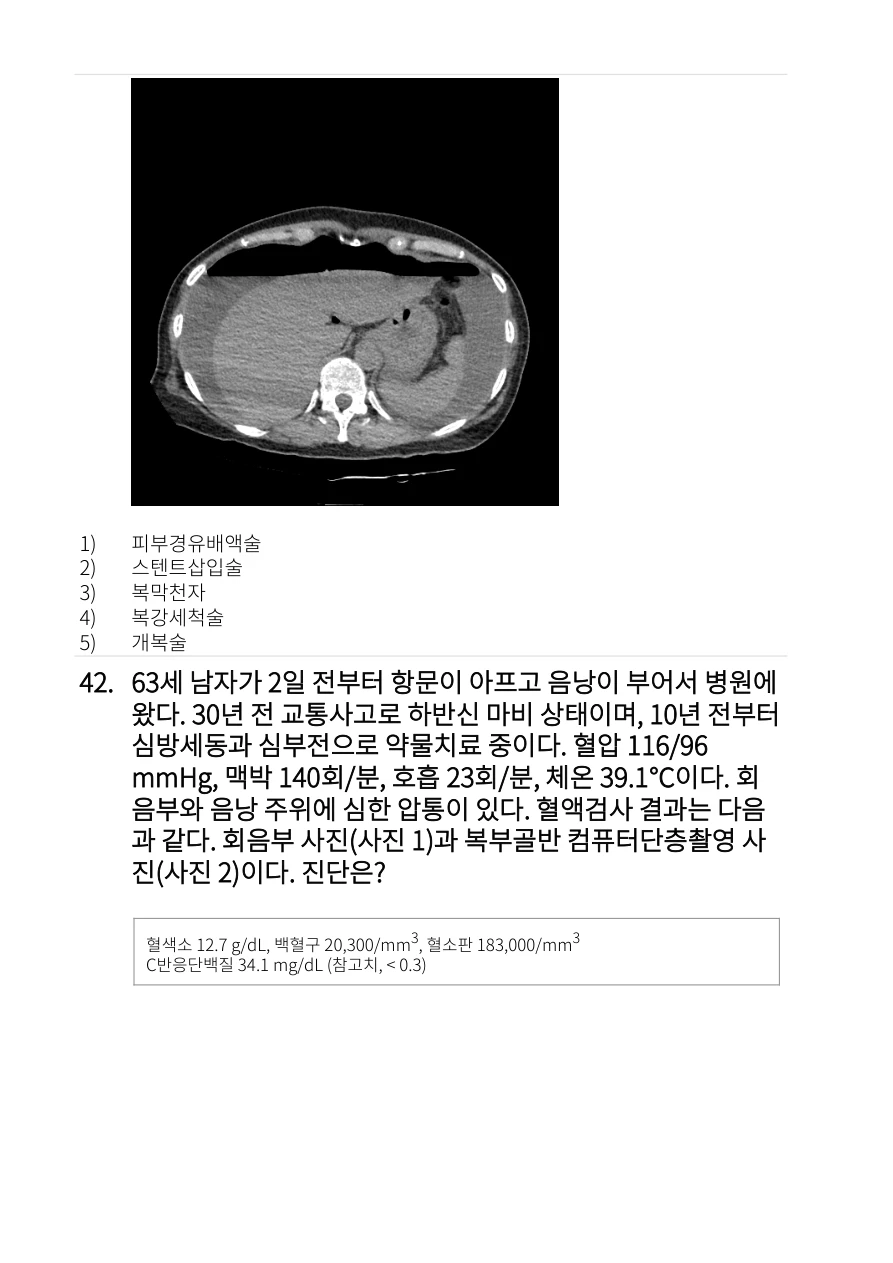 1) 피부경유배액술
2) 스텐트삽입술
3) 복막천자
4) 복강세척술
5) 개복술
42. 63세 남자가 2일 전부터 항문이 아프고 음낭이 부어서 병원에
왔다. 30년 전 교통사고로 하반신 마비 상태이며, 10년 전부터
심방세동과 심부전으로 약물치료 중이다. 혈압 116/96
mmHg, 맥박 140회/분, 호흡 23회/분, 체온 39.1℃이다. 회
음부와 음낭 주위에 심한 압통이 있다. 혈액검사 결과는 다음
과 같다. 회음부 사진(사진 1)과 복부골반 컴퓨터단층촬영 사
진(사진 2)이다. 진단은?
혈색소 12.7 g/dL, 백혈구 20,300/mm³, 혈소판 183,000/mm³
C반응단백질 34.1 mg/dL (참고치, < 0.3)